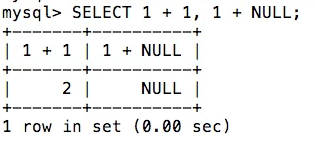 mysql> SELECT 1 + 1, 1 + NULL;
+-------+----------+
| 1 + 1 | 1 + NULL |
+-------+----------+
|     2 |     NULL |
+-------+----------+
1 row in set (0.00 sec)